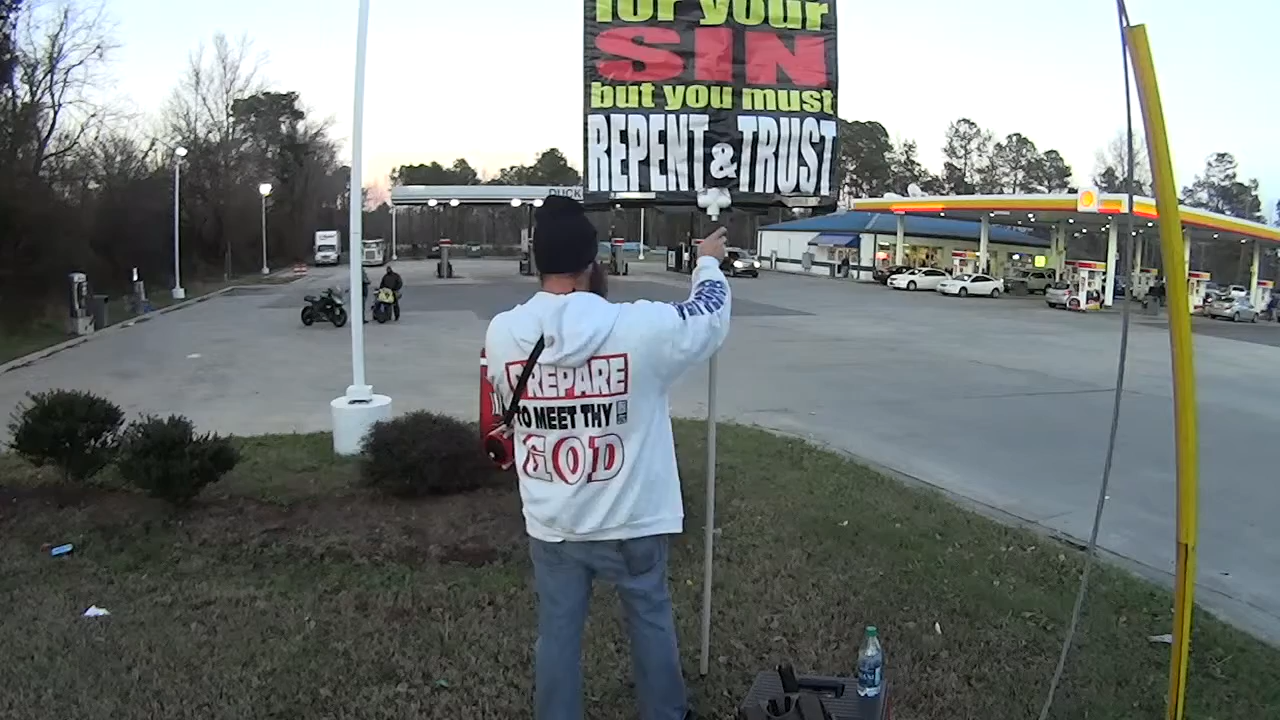 for your
SIN
but you must
REPENT & TRUST
DUCK
PREPARE
TO MEET THY
GOD